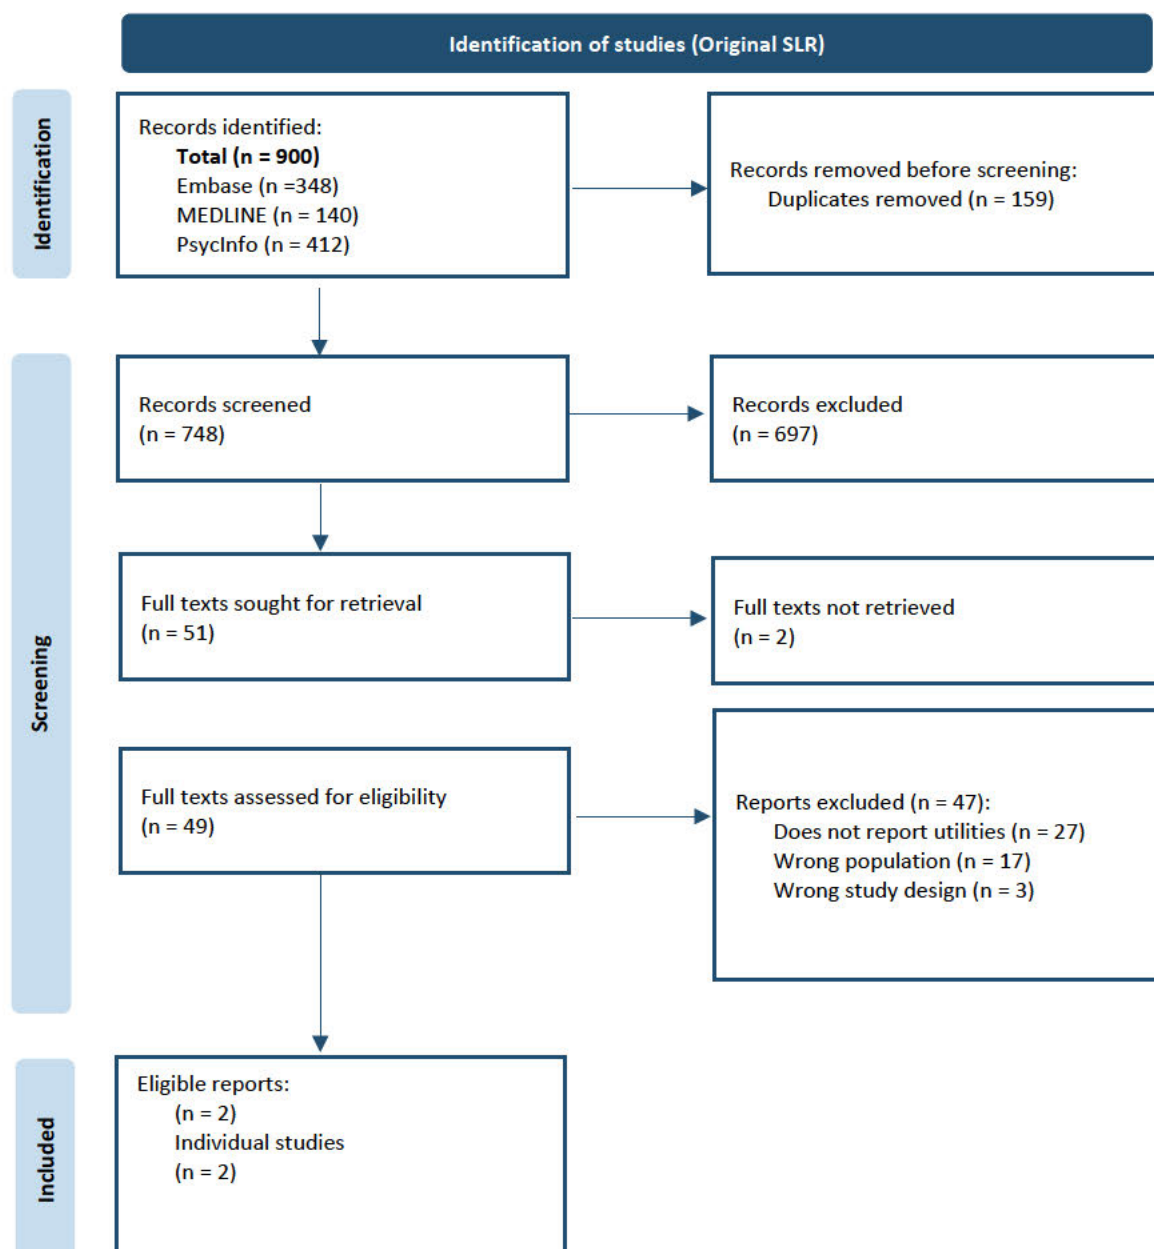 Identification of studies (Original SLR)
Identification
Records identified:
Total (n = 900)
Embase (n =348)
MEDLINE (n = 140)
PsycInfo (n = 412)
Records removed before screening:
Duplicates removed (n = 159)
Screening
Records screened
(n = 748)
Records excluded
(n = 697)
Full texts sought for retrieval
(n = 51)
Full texts not retrieved
(n = 2)
Full texts assessed for eligibility
(n = 49)
Reports excluded (n = 47):
Does not report utilities (n = 27)
Wrong population (n = 17)
Wrong study design (n = 3)
Included
Eligible reports:
(n = 2)
Individual studies
(n = 2)